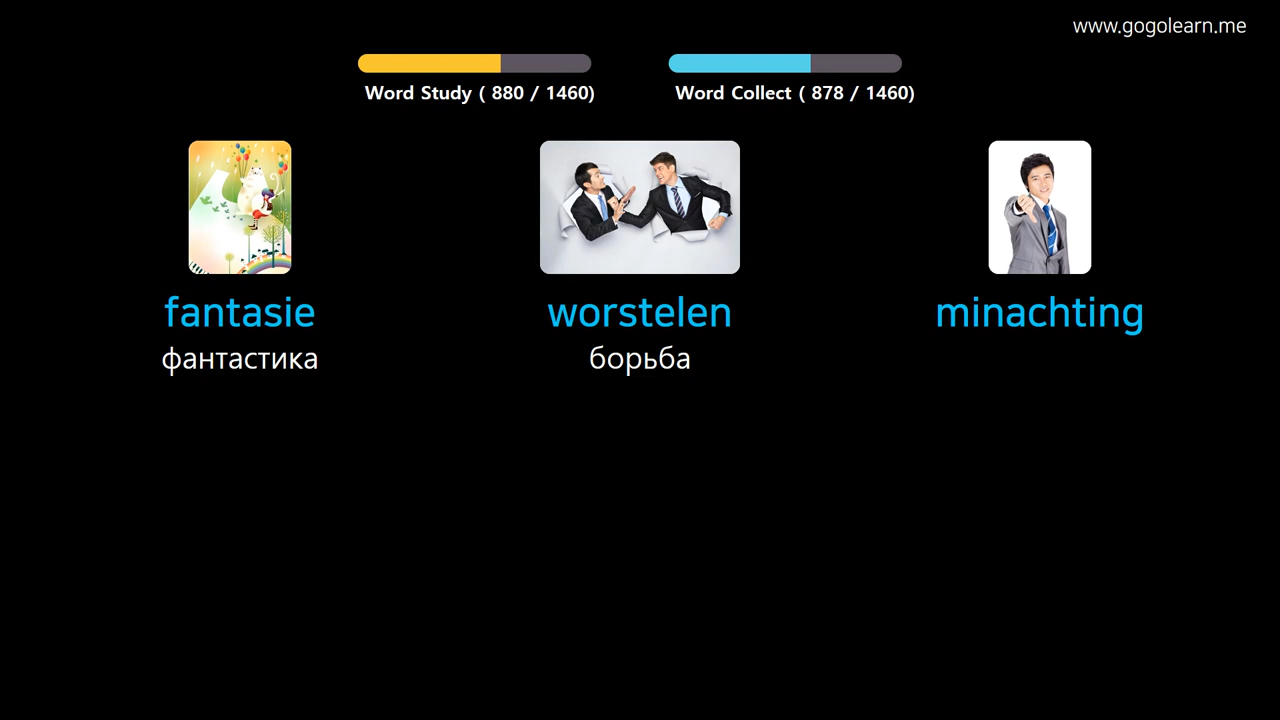 www.gogolearn.me
Word Study ( 880 / 1460)
Word Collect ( 878 / 1460)
fantasie
фантастика
worstelen
борьба
minachting